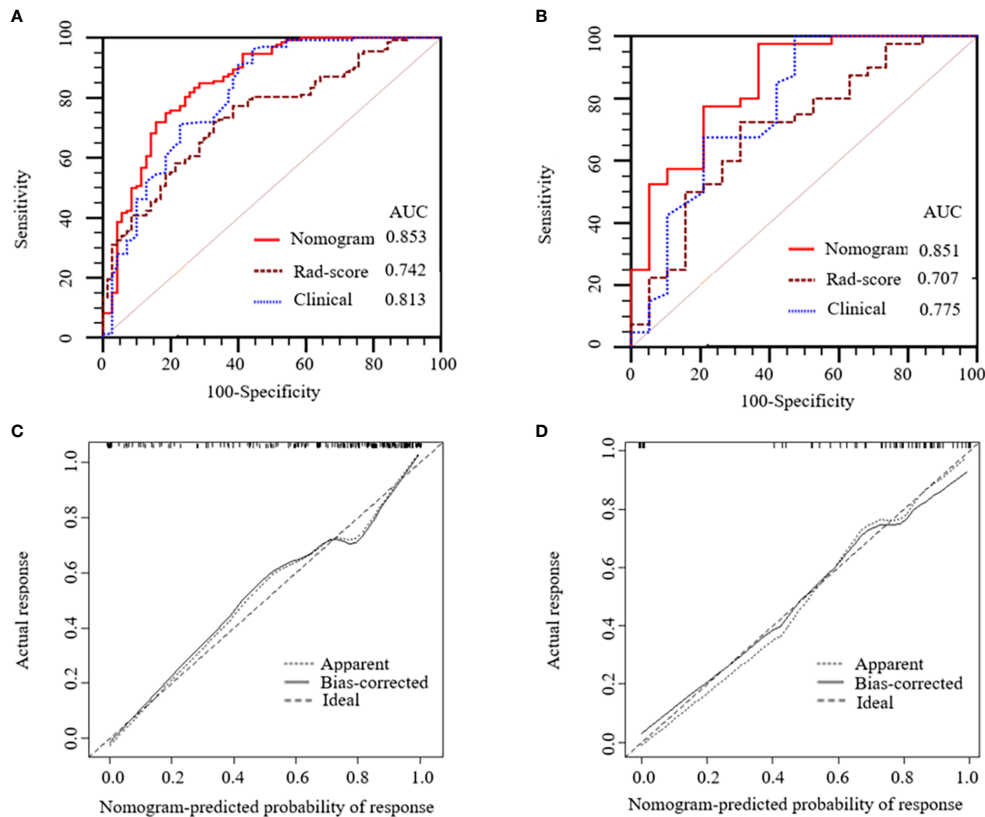 A
100
80
60
40
20
0
Sensitivity
AUC
Nomogram 0.853
Rad-score 0.742
Clinical 0.813
0 20 40 60 80 100
100-Specificity
B
100
80
60
40
20
0
Sensitivity
AUC
Nomogram 0.851
Rad-score 0.707
Clinical 0.775
0 20 40 60 80 100
100-Specificity
C
1.0
0.8
0.6
0.4
0.2
0.0
Actual response
Apparent
Bias-corrected
Ideal
0.0 0.2 0.4 0.6 0.8 1.0
Nomogram-predicted probability of response
D
1.0
0.8
0.6
0.4
0.2
0.0
Actual response
Apparent
Bias-corrected
Ideal
0.0 0.2 0.4 0.6 0.8 1.0
Nomogram-predicted probability of response